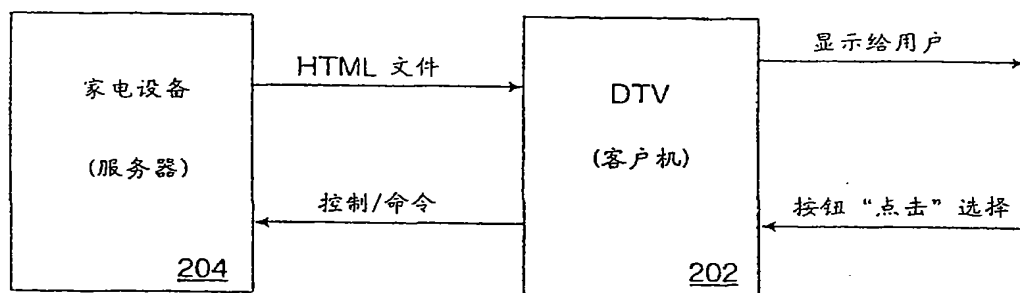 家电设备
(服务器)
204
HTML 文件
控制/命令
DTV
(客户机)
202
显示给用户
按钮“点击”选择